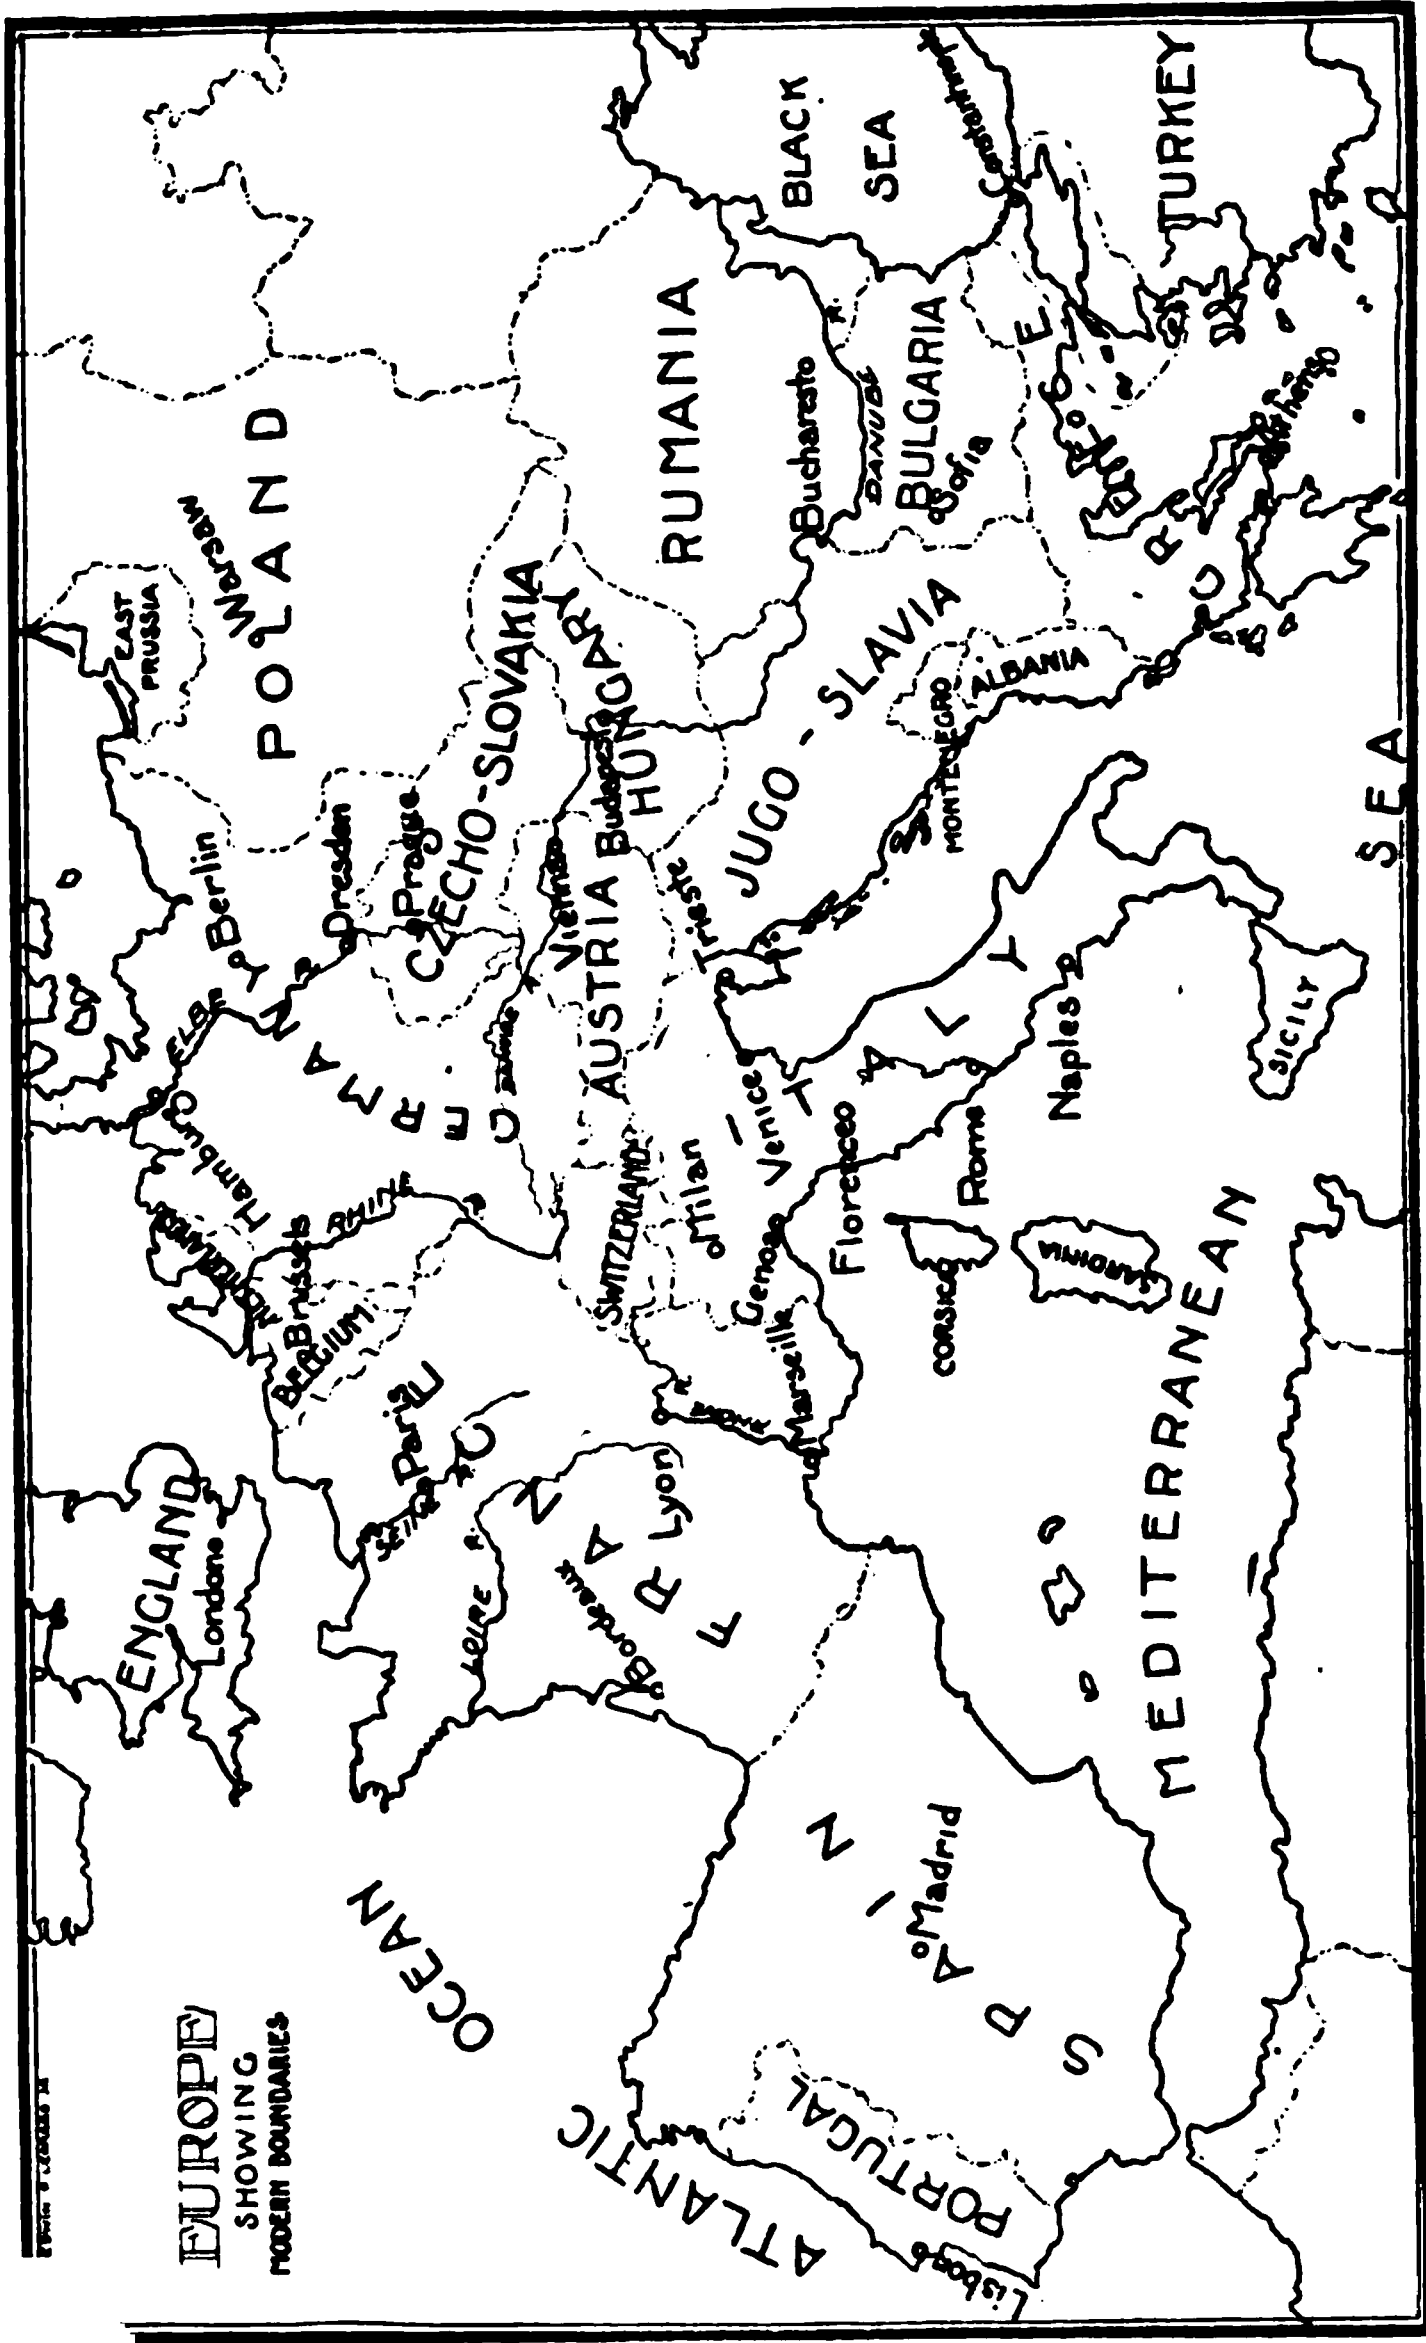 EUROPE
SHOWING
MODERN BOUNDARIES
ATLANTIC
OCEAN
ENGLAND
London
PORTUGAL
Lisbon
SPAIN
Madrid
FRANCE
Paris
SEINE
R.
LOIRE
R.
Bordeaux
Lyon
RHONE
R.
Marseille
BELGIUM
Brussels
NETHERLANDS
RHINE
R.
GERMANY
Hamburg
ELBE
R.
Berlin
Dresden
DANUBE
SWITZERLAND
AUSTRIA
Vienna
CZECHO-SLOVAKIA
Prague
HUNGARY
Budapest
POLAND
Warsaw
EAST
PRUSSIA
RUMANIA
Bucharest
DANUBE
R.
BULGARIA
Sofia
JUGO-SLAVIA
MONTENEGRO
ALBANIA
GREECE
Athens
TURKEY
BLACK
SEA
ITALY
Trieste
Venice
Milan
Genoa
Florence
Rome
Naples
CORSICA
SARDINIA
SICILY
MEDITERRANEAN
SEA